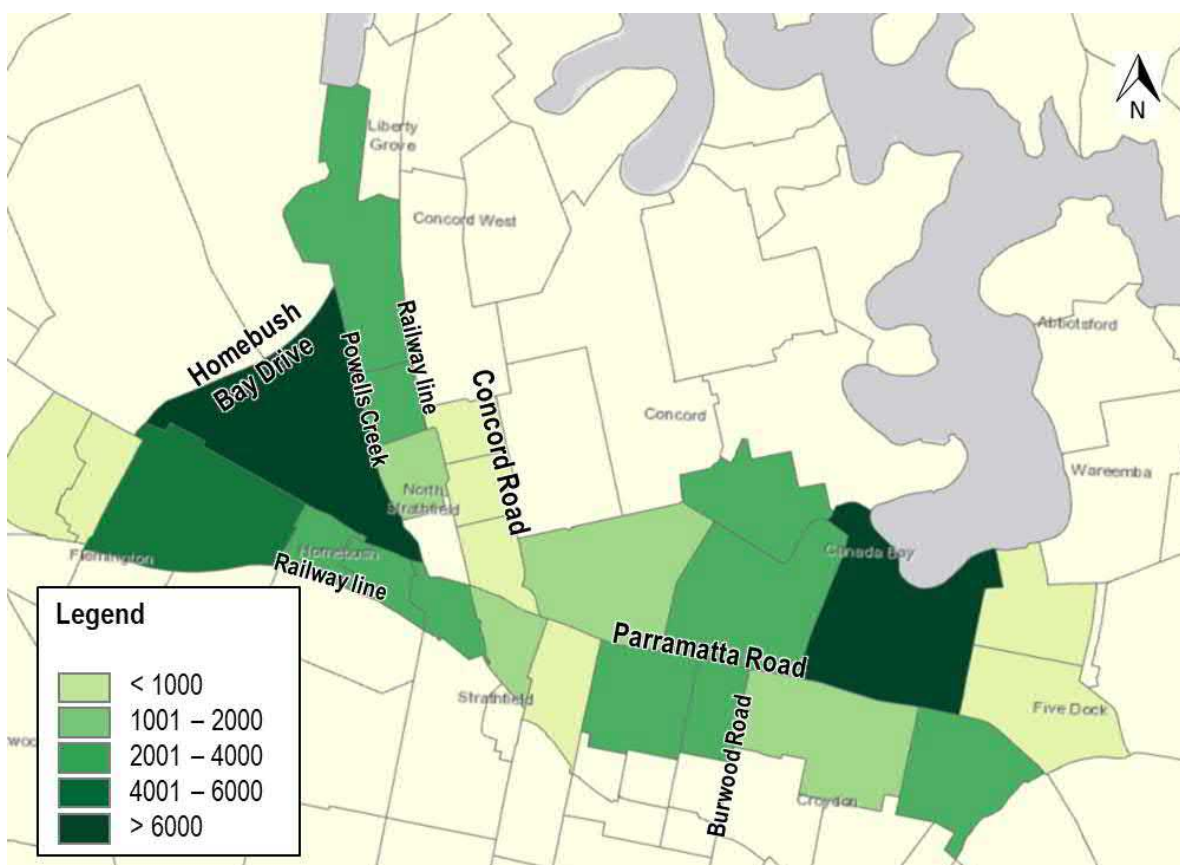 N
Liberty
Grove
Concord West
Abbotsford
Homebush
Bay Drive
Railway line
Powells Creek
Concord Road
Concord
Wareemba
North
Strathfield
Canada Bay
Flemington
Homebush
Railway line
Parramatta Road
Strathfield
Five Dock
Burwood Road
Croydon
Legend
< 1000
1001 – 2000
2001 – 4000
4001 – 6000
> 6000